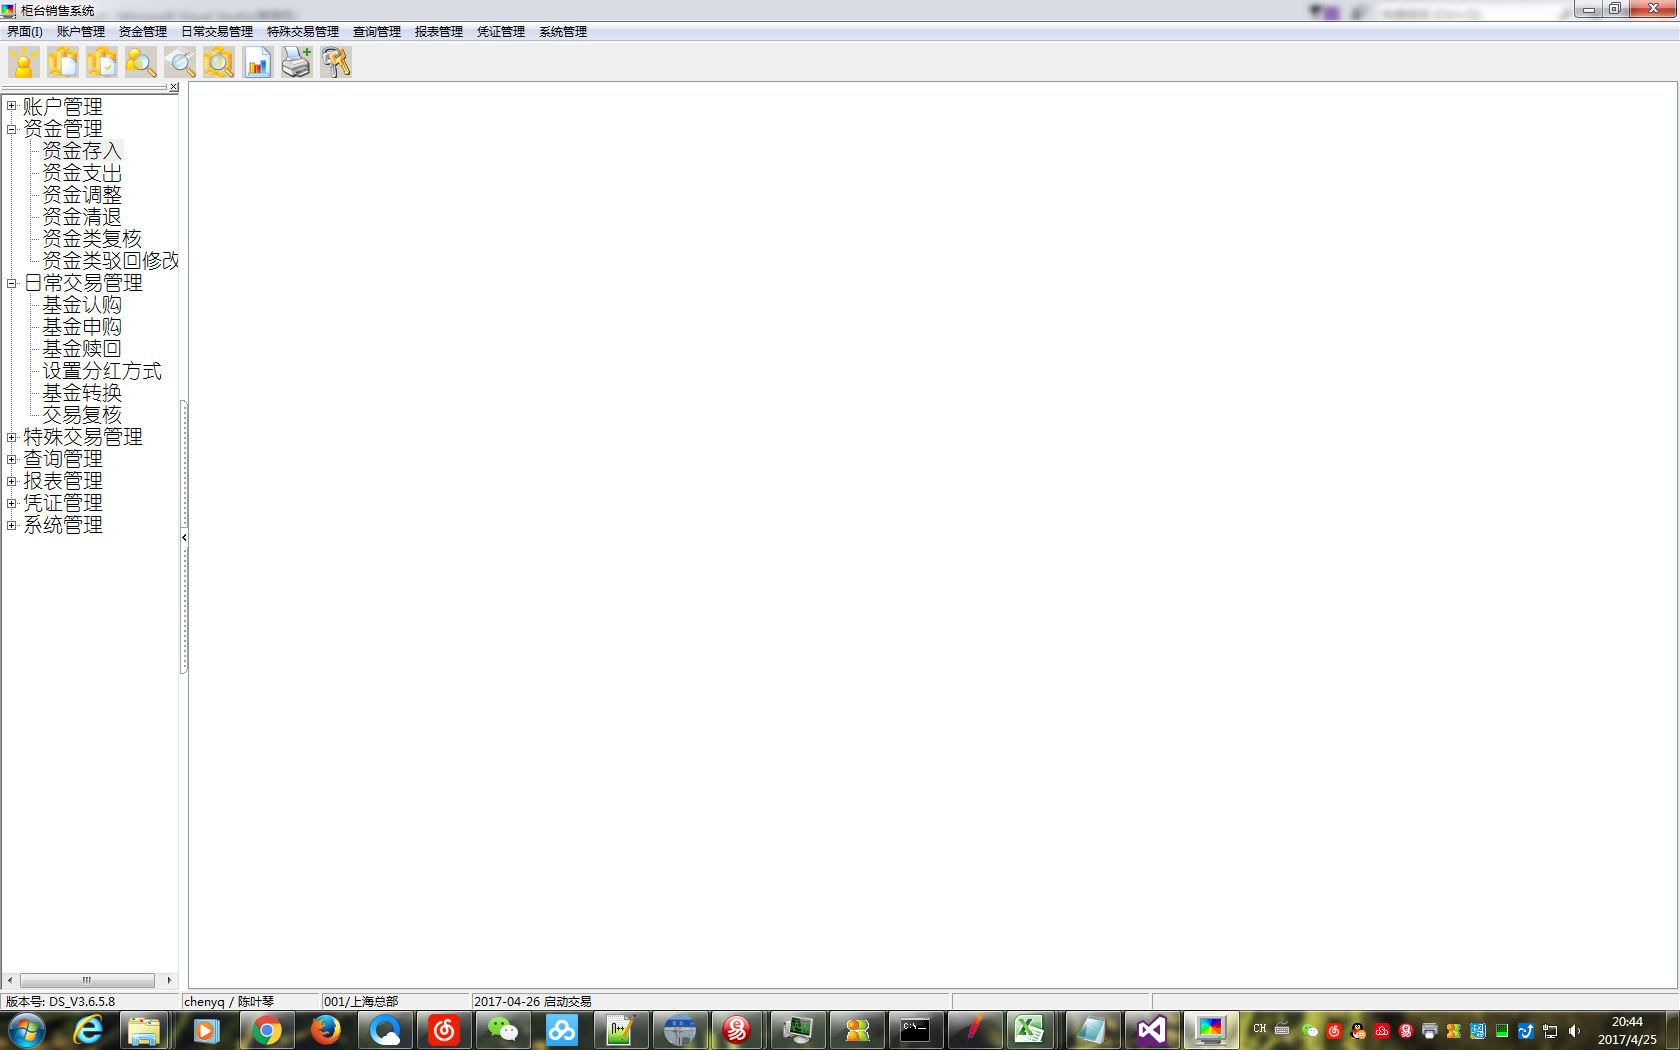 柜台销售系统
界面(I) 账户管理 资金管理 日常交易管理 特殊交易管理 查询管理 报表管理 凭证管理 系统管理
账户管理
资金管理
资金存入
资金支出
资金调整
资金清退
资金类复核
资金类驳回修改
日常交易管理
基金认购
基金申购
基金赎回
设置分红方式
基金转换
交易复核
特殊交易管理
查询管理
报表管理
凭证管理
系统管理
版本号: DS_V3.6.5.8 chenyq / 陈叶琴 001/上海总部 2017-04-26 启动交易
CH 20:44
2017/4/25